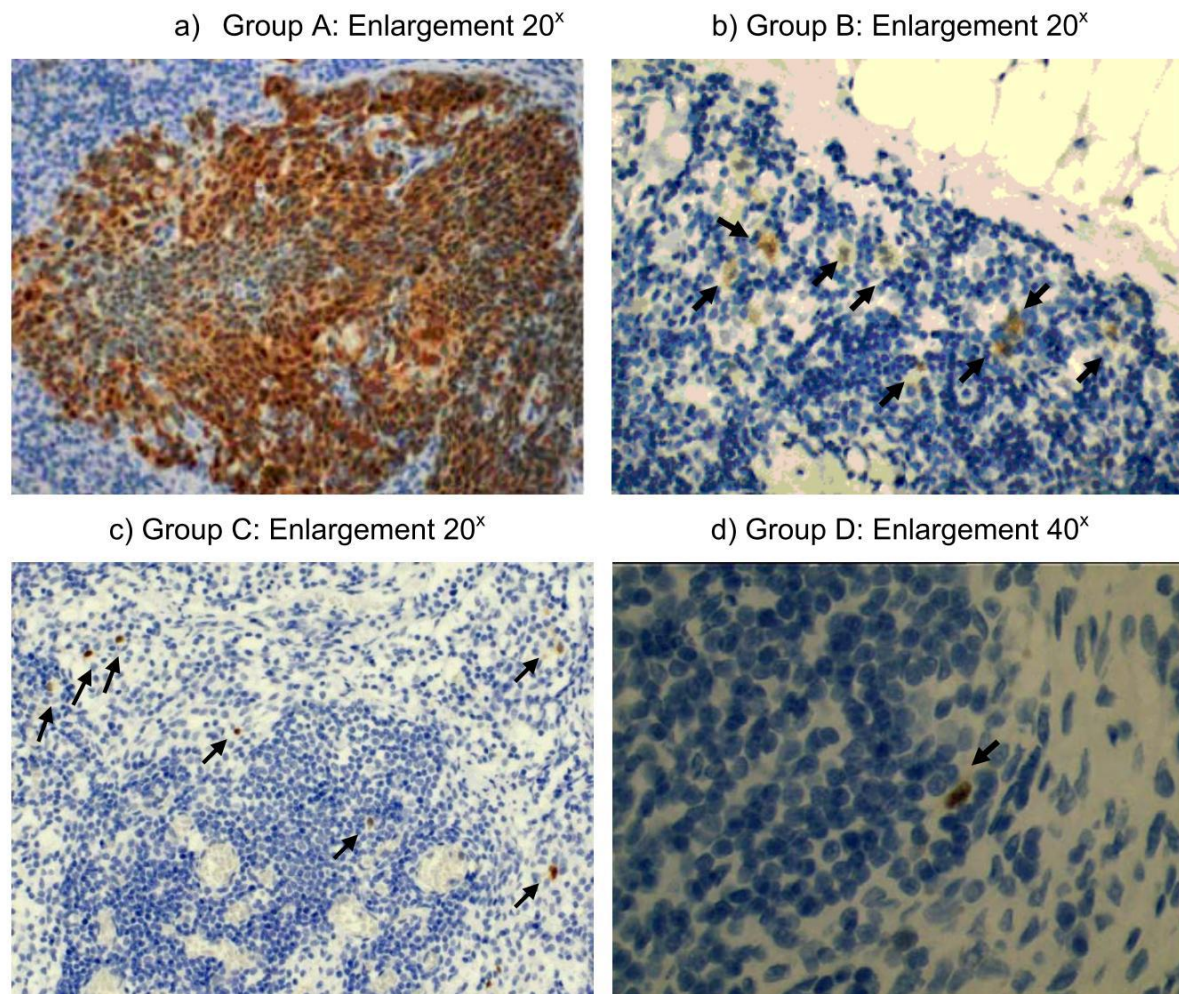 a) Group A: Enlargement 20ˣ
b) Group B: Enlargement 20ˣ
c) Group C: Enlargement 20ˣ
d) Group D: Enlargement 40ˣ